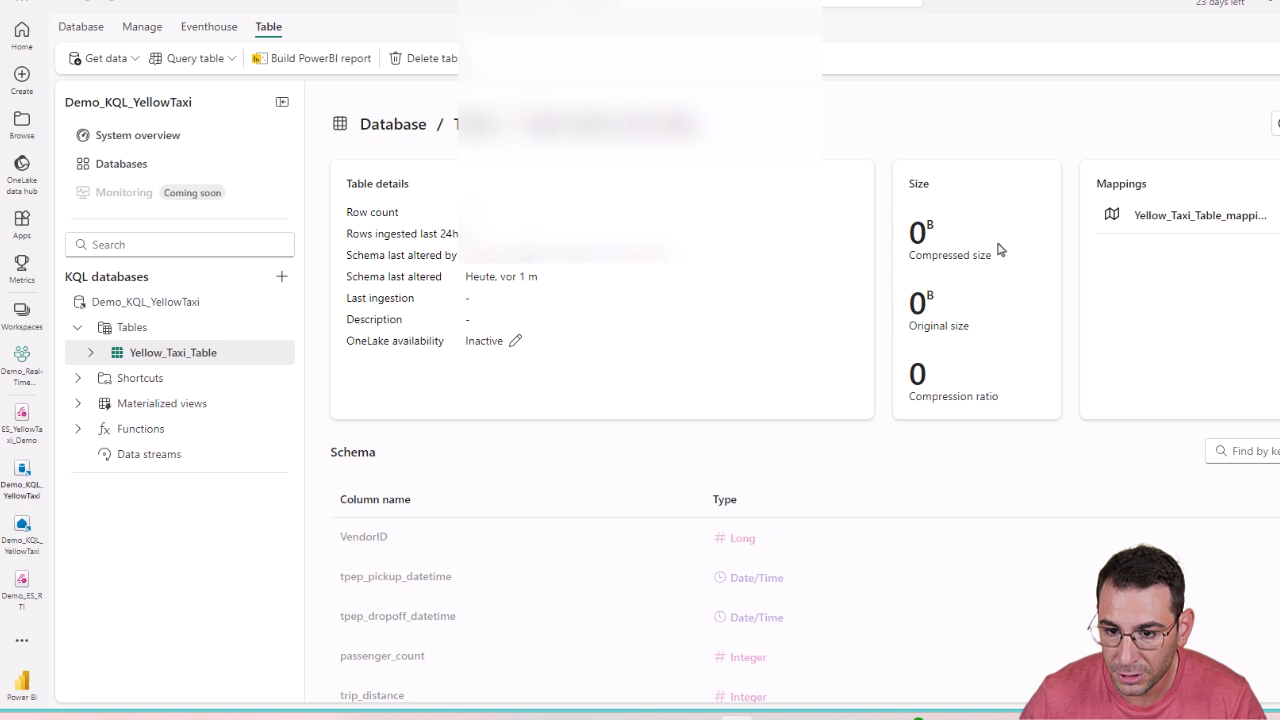 23 days left
Database Manage Eventhouse Table
Get data Query table Build PowerBI report Delete tab
Home
Create
Browse
OneLake
data hub
Apps
Metrics
Workspaces
Demo_Real-
Time...
ES_YellowTa
xi_Demo
Demo_KQL_
YellowTaxi
Demo_KQL_
YellowTaxi
Demo_ES_R
TI
Power BI
Demo_KQL_YellowTaxi
System overview
Databases
Monitoring Coming soon
Search
KQL databases
Demo_KQL_YellowTaxi
Tables
Yellow_Taxi_Table
Shortcuts
Materialized views
Functions
Data streams
Database /
Table details
Row count
Rows ingested last 24h
Schema last altered by
Schema last altered Heute, vor 1 m
Last ingestion -
Description -
OneLake availability Inactive
Size
0 B
Compressed size
0 B
Original size
0
Compression ratio
Mappings
Yellow_Taxi_Table_mappi...
Schema
Find by ke
Column name Type
VendorID Long
tpep_pickup_datetime Date/Time
tpep_dropoff_datetime Date/Time
passenger_count Integer
trip_distance Integer